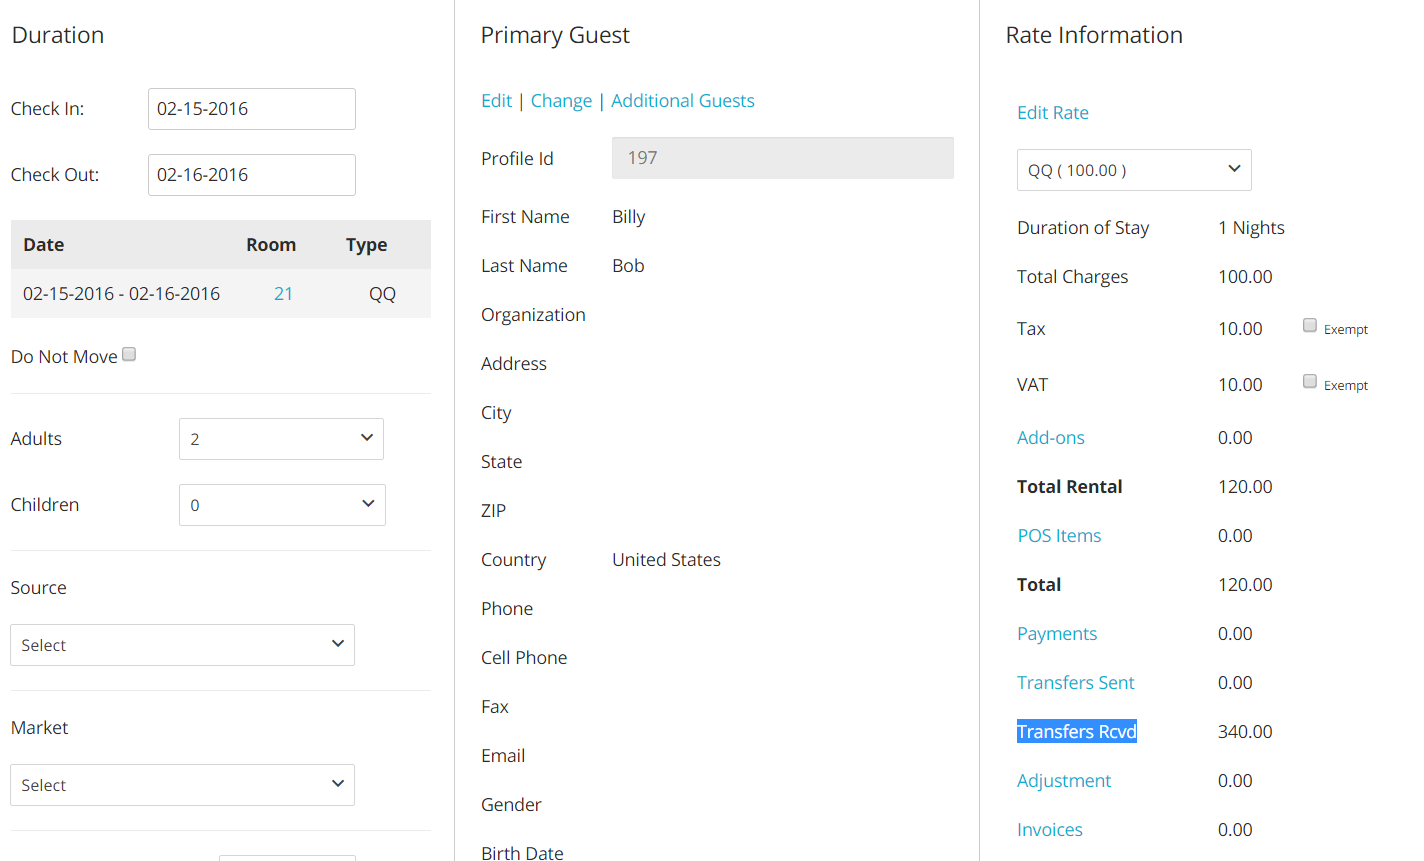 Duration
Check In: 02-15-2016
Check Out: 02-16-2016
Date Room Type
02-15-2016 - 02-16-2016 21 QQ
Do Not Move
Adults 2
Children 0
Source
Select
Market
Select
Primary Guest
Edit | Change | Additional Guests
Profile Id 197
First Name Billy
Last Name Bob
Organization
Address
City
State
ZIP
Country United States
Phone
Cell Phone
Fax
Email
Gender
Birth Date
Rate Information
Edit Rate
QQ ( 100.00 )
Duration of Stay 1 Nights
Total Charges 100.00
Tax 10.00 Exempt
VAT 10.00 Exempt
Add-ons 0.00
Total Rental 120.00
POS Items 0.00
Total 120.00
Payments 0.00
Transfers Sent 0.00
Transfers Rcvd 340.00
Adjustment 0.00
Invoices 0.00